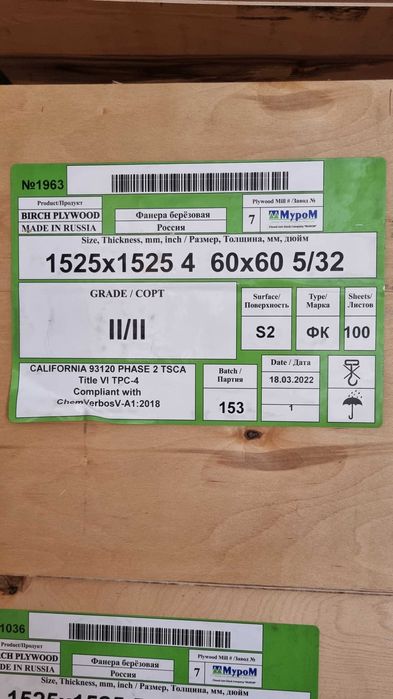 №1963
Product/Продукт
BIRCH PLYWOOD
MADE IN RUSSIA
Фанера берёзовая
Россия
Plywood Mill # /Завод №
7
МуроМ
Size, Thickness, mm, inch / Размер, Толщина, мм, дюйм
1525x1525 4 60x60 5/32
GRADE / СОРТ
II/II
Surface/
Поверхность
S2
Type/
Марка
ФК
Sheets/
Листов
100
CALIFORNIA 93120 PHASE 2 TSCA
Title VI TPC-4
Compliant with
ChemVerbosV-A1:2018
Batch /
Партия
153
Date / Дата
18.03.2022
1
1036
Product/Продукт
RCH PLYWOOD
DE IN RUSSIA
Фанера берёзовая
Россия
Plywood Mill # /Завод №
7
МуроМ
Size, Thickness, mm, inch / Размер, Толщина, мм, дюйм